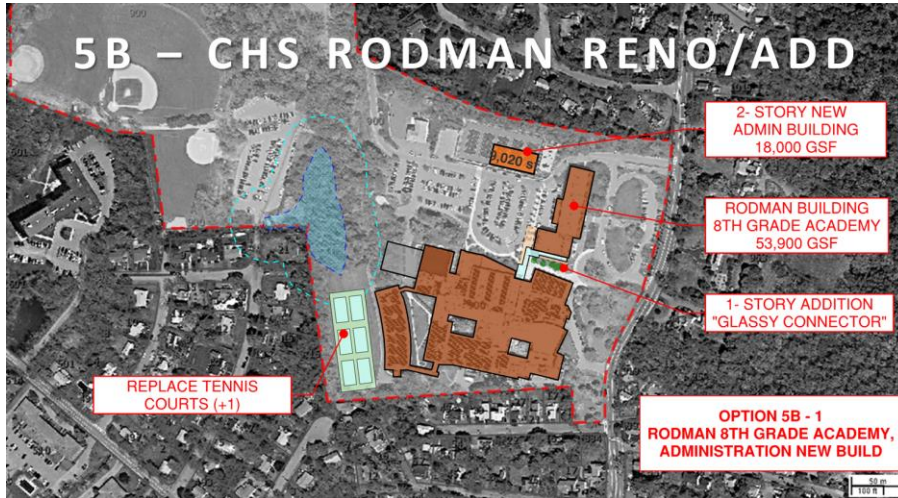 5B – CHS RODMAN RENO/ADD
2- STORY NEW
ADMIN BUILDING
18,000 GSF
9,020 s
RODMAN BUILDING
8TH GRADE ACADEMY
53,900 GSF
1- STORY ADDITION
"GLASSY CONNECTOR"
REPLACE TENNIS
COURTS (+1)
OPTION 5B - 1
RODMAN 8TH GRADE ACADEMY,
ADMINISTRATION NEW BUILD
50 m
100 ft